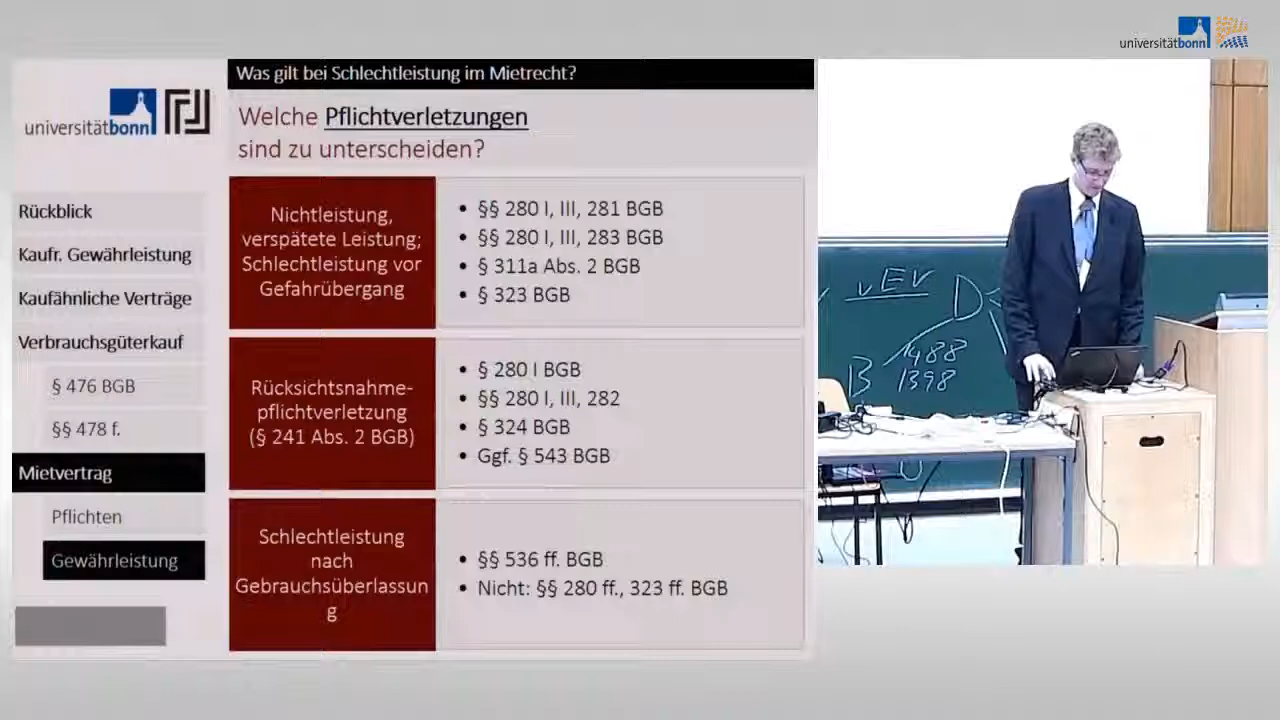 universitätbonn
Was gilt bei Schlechtleistung im Mietrecht?
universitätbonn
Welche Pflichtverletzungen
sind zu unterscheiden?
Rückblick
Kaufr. Gewährleistung
Kaufähnliche Verträge
Verbrauchsgüterkauf
§ 476 BGB
§§ 478 f.
Mietvertrag
Pflichten
Gewährleistung
Nichtleistung,
verspätete Leistung;
Schlechtleistung vor
Gefahrübergang
• §§ 280 I, III, 281 BGB
• §§ 280 I, III, 283 BGB
• § 311a Abs. 2 BGB
• § 323 BGB
Rücksichtsnahme-
pflichtverletzung
(§ 241 Abs. 2 BGB)
• § 280 I BGB
• §§ 280 I, III, 282
• § 324 BGB
• Ggf. § 543 BGB
Schlechtleistung
nach
Gebrauchsüberlassun
g
• §§ 536 ff. BGB
• Nicht: §§ 280 ff., 323 ff. BGB
vEV
D
B
1488
1398